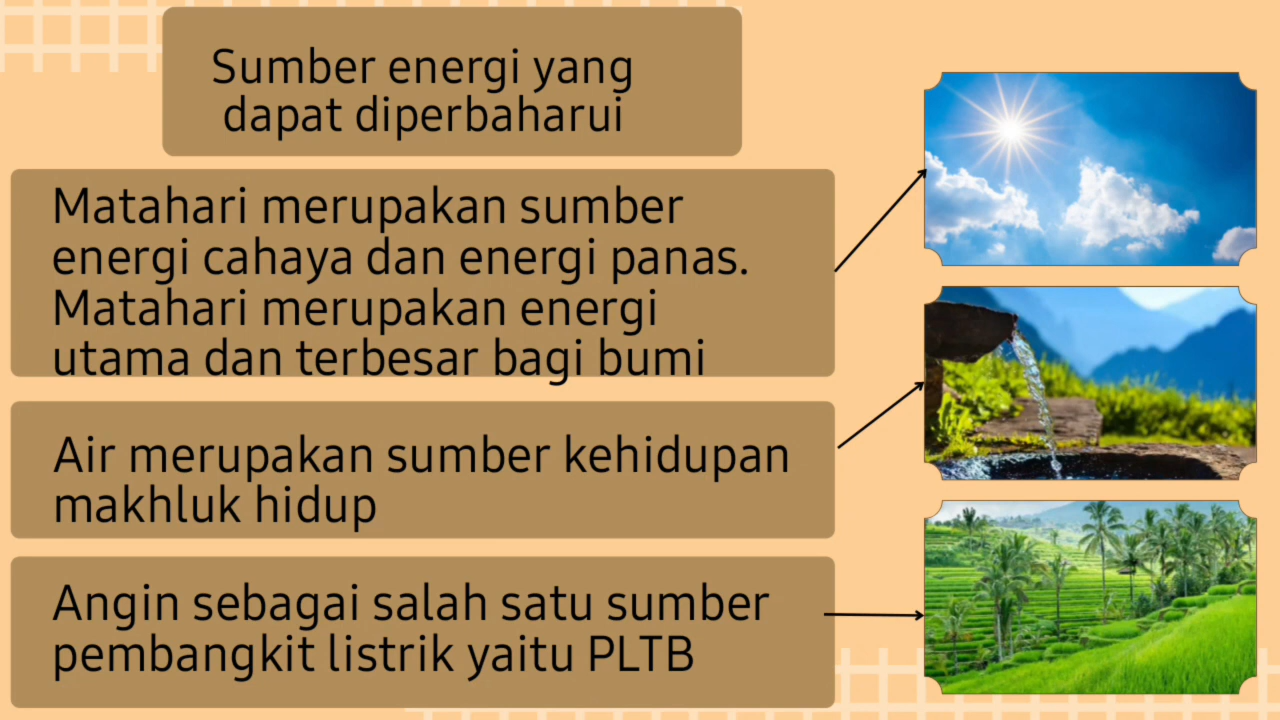 Sumber energi yang
dapat diperbaharui
Matahari merupakan sumber
energi cahaya dan energi panas.
Matahari merupakan energi
utama dan terbesar bagi bumi
Air merupakan sumber kehidupan
makhluk hidup
Angin sebagai salah satu sumber
pembangkit listrik yaitu PLTB